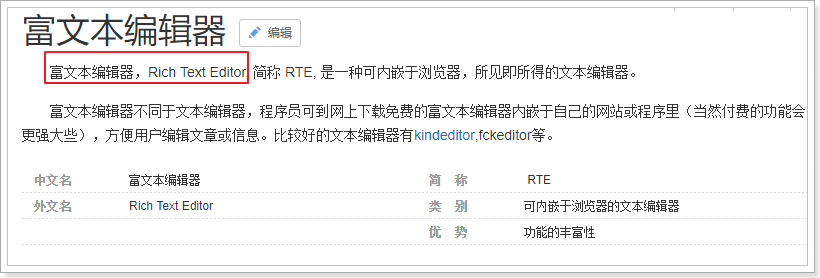 富文本编辑器 编辑
富文本编辑器，Rich Text Editor, 简称 RTE, 是一种可内嵌于浏览器，所见即所得的文本编辑器。
富文本编辑器不同于文本编辑器，程序员可到网上下载免费的富文本编辑器内嵌于自己的网站或程序里（当然付费的功能会
更强大些），方便用户编辑文章或信息。比较好的文本编辑器有kindeditor,fckeditor等。
中文名 富文本编辑器 简 称 RTE
外文名 Rich Text Editor 类 别 可内嵌于浏览器的文本编辑器
优 势 功能的丰富性